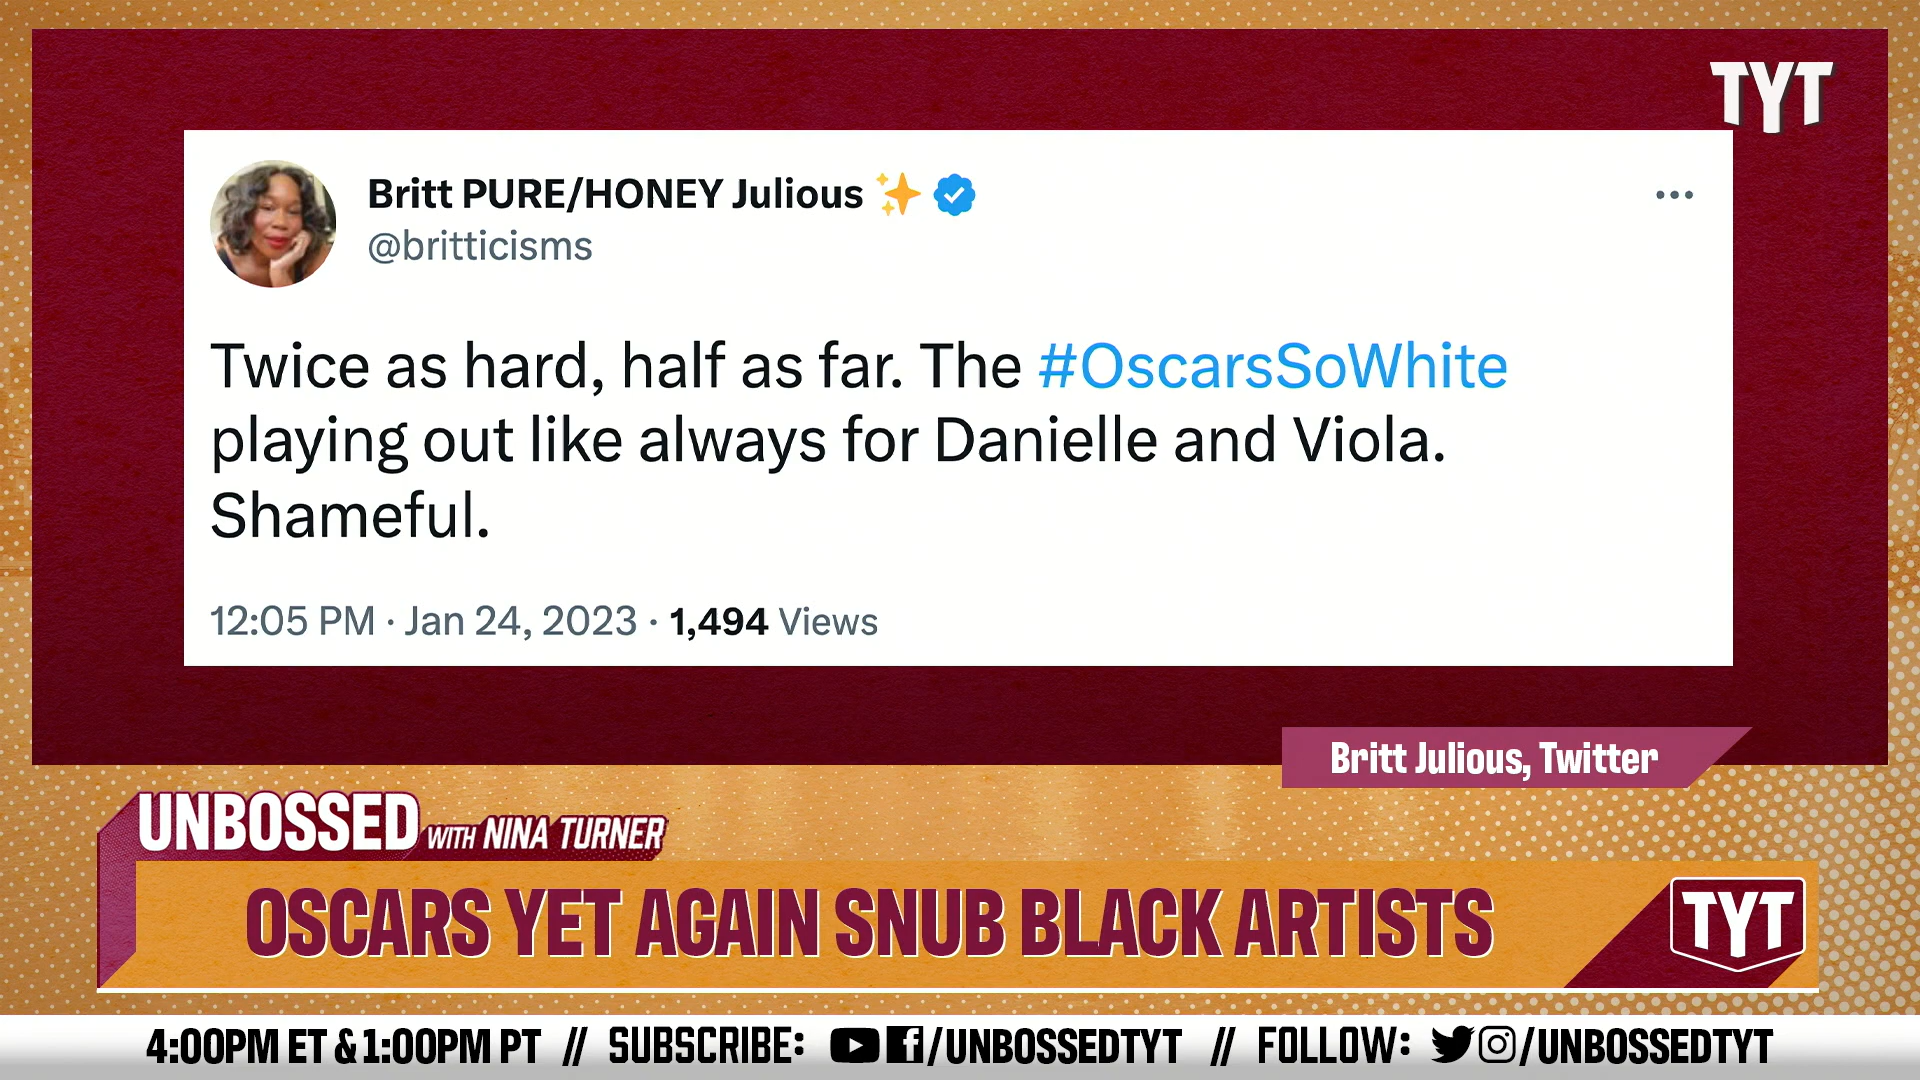 TYT
Britt PURE/HONEY Julious ✨
@britticisms
Twice as hard, half as far. The #OscarsSoWhite
playing out like always for Danielle and Viola.
Shameful.
12:05 PM · Jan 24, 2023 · 1,494 Views
Britt Julious, Twitter
UNBOSSED WITH NINA TURNER
OSCARS YET AGAIN SNUB BLACK ARTISTS
TYT
4:00PM ET & 1:00PM PT // SUBSCRIBE: /UNBOSSEDTYT // FOLLOW: /UNBOSSEDTYT